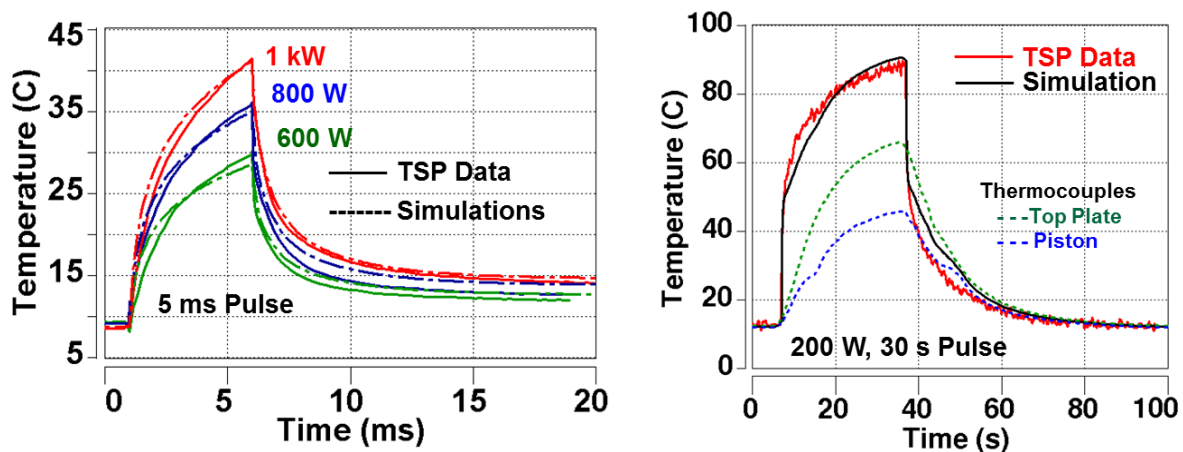 45
35
25
15
5
Temperature (C)
1 kW
800 W
600 W
TSP Data
Simulations
5 ms Pulse
0 5 10 15 20
Time (ms)
100
80
60
40
20
0
Temperature (C)
TSP Data
Simulation
Thermocouples
Top Plate
Piston
200 W, 30 s Pulse
0 20 40 60 80 100
Time (s)